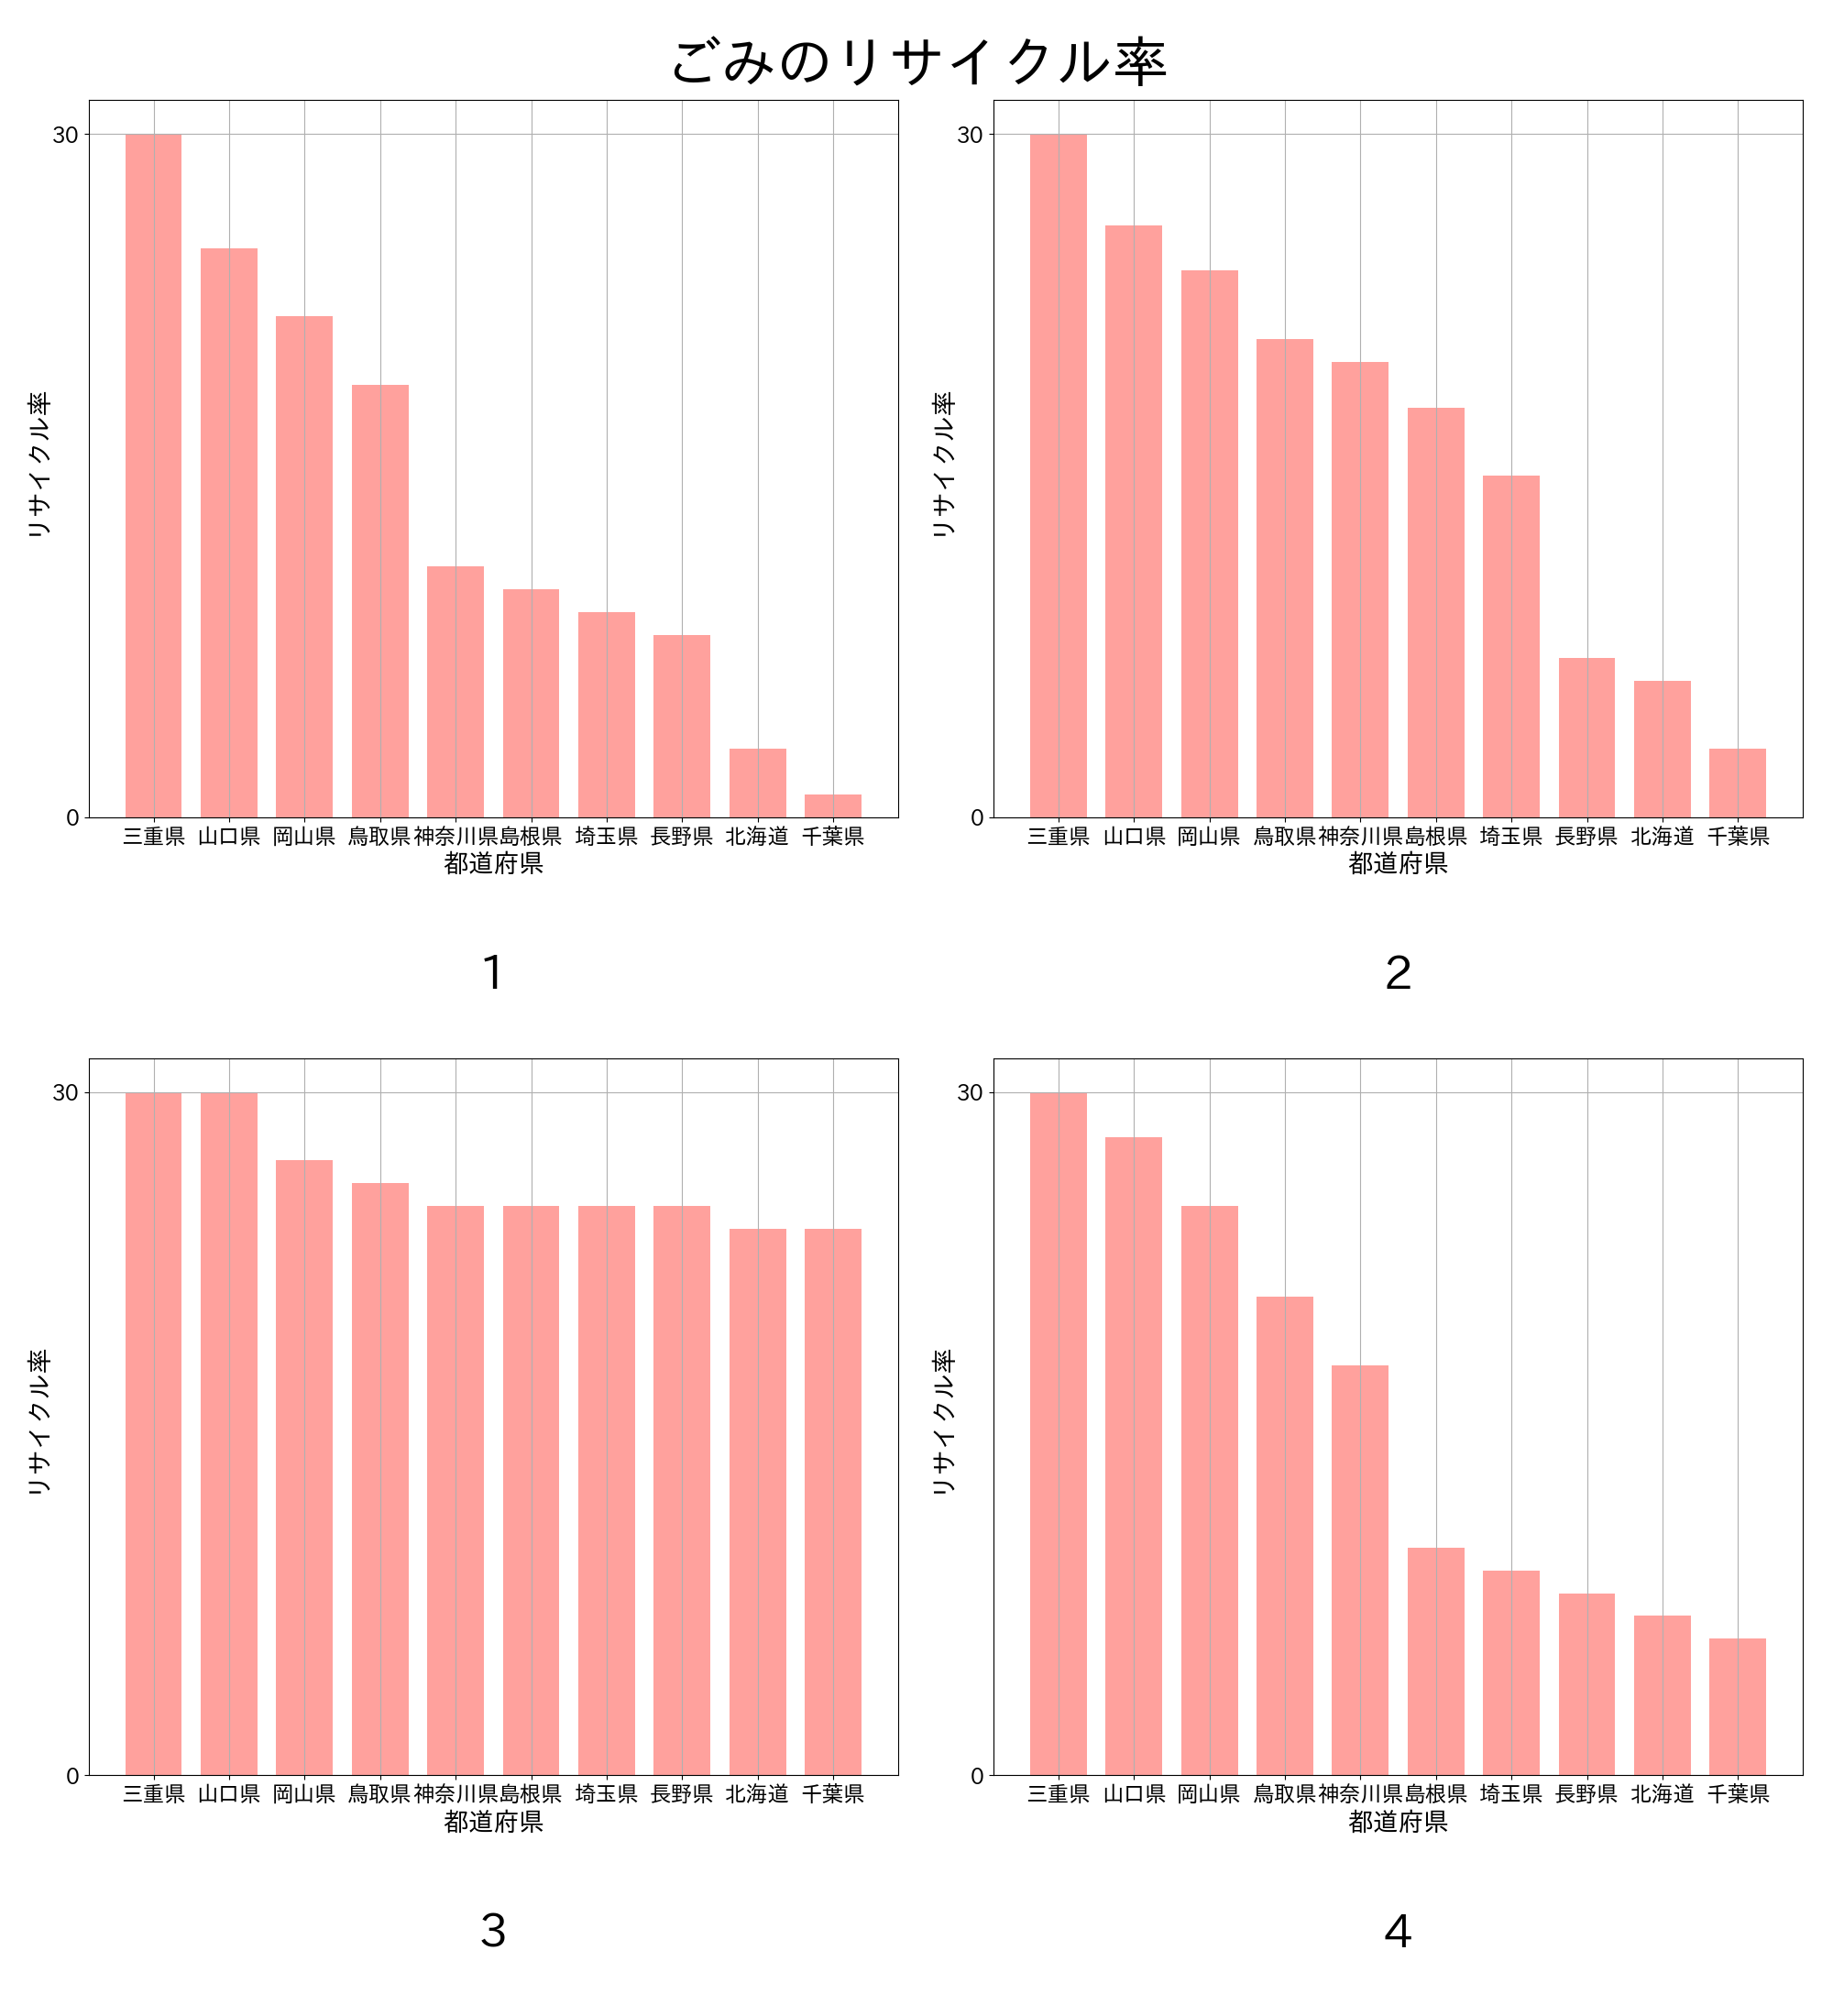 ごみのリサイクル率
30
0
リサイクル率
三重県 山口県 岡山県 鳥取県 神奈川県 島根県 埼玉県 長野県 北海道 千葉県
都道府県
1
30
0
リサイクル率
三重県 山口県 岡山県 鳥取県 神奈川県 島根県 埼玉県 長野県 北海道 千葉県
都道府県
2
30
0
リサイクル率
三重県 山口県 岡山県 鳥取県 神奈川県 島根県 埼玉県 長野県 北海道 千葉県
都道府県
3
30
0
リサイクル率
三重県 山口県 岡山県 鳥取県 神奈川県 島根県 埼玉県 長野県 北海道 千葉県
都道府県
4